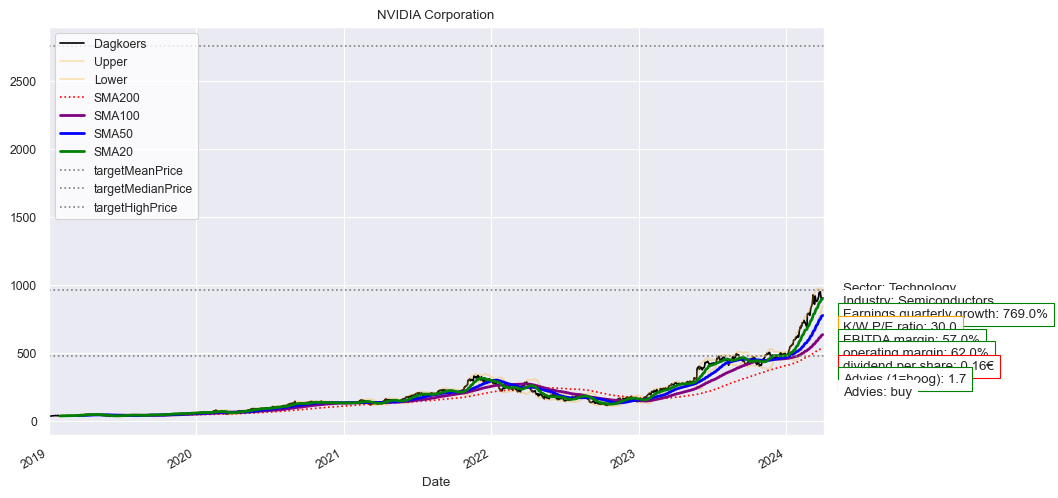 NVIDIA Corporation
Dagkoers
Upper
Lower
SMA200
SMA100
SMA50
SMA20
targetMeanPrice
targetMedianPrice
targetHighPrice
2500
2000
1500
1000
500
0
2019
2020
2021
2022
2023
2024
Date
Sector: Technology
Industry: Semiconductors
Earnings quarterly growth: 769.0%
K/W P/E ratio: 30.0
EBITDA margin: 57.0%
operating margin: 62.0%
dividend per share: 0.16€
Advies (1=hoog): 1.7
Advies: buy